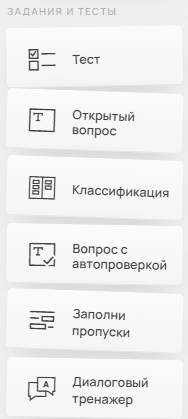 ЗАДАНИЯ И ТЕСТЫ
Тест
T
Открытый
вопрос
Классификация
T
Вопрос с
автопроверкой
Заполни
пропуски
A
Диалоговый
тренажер